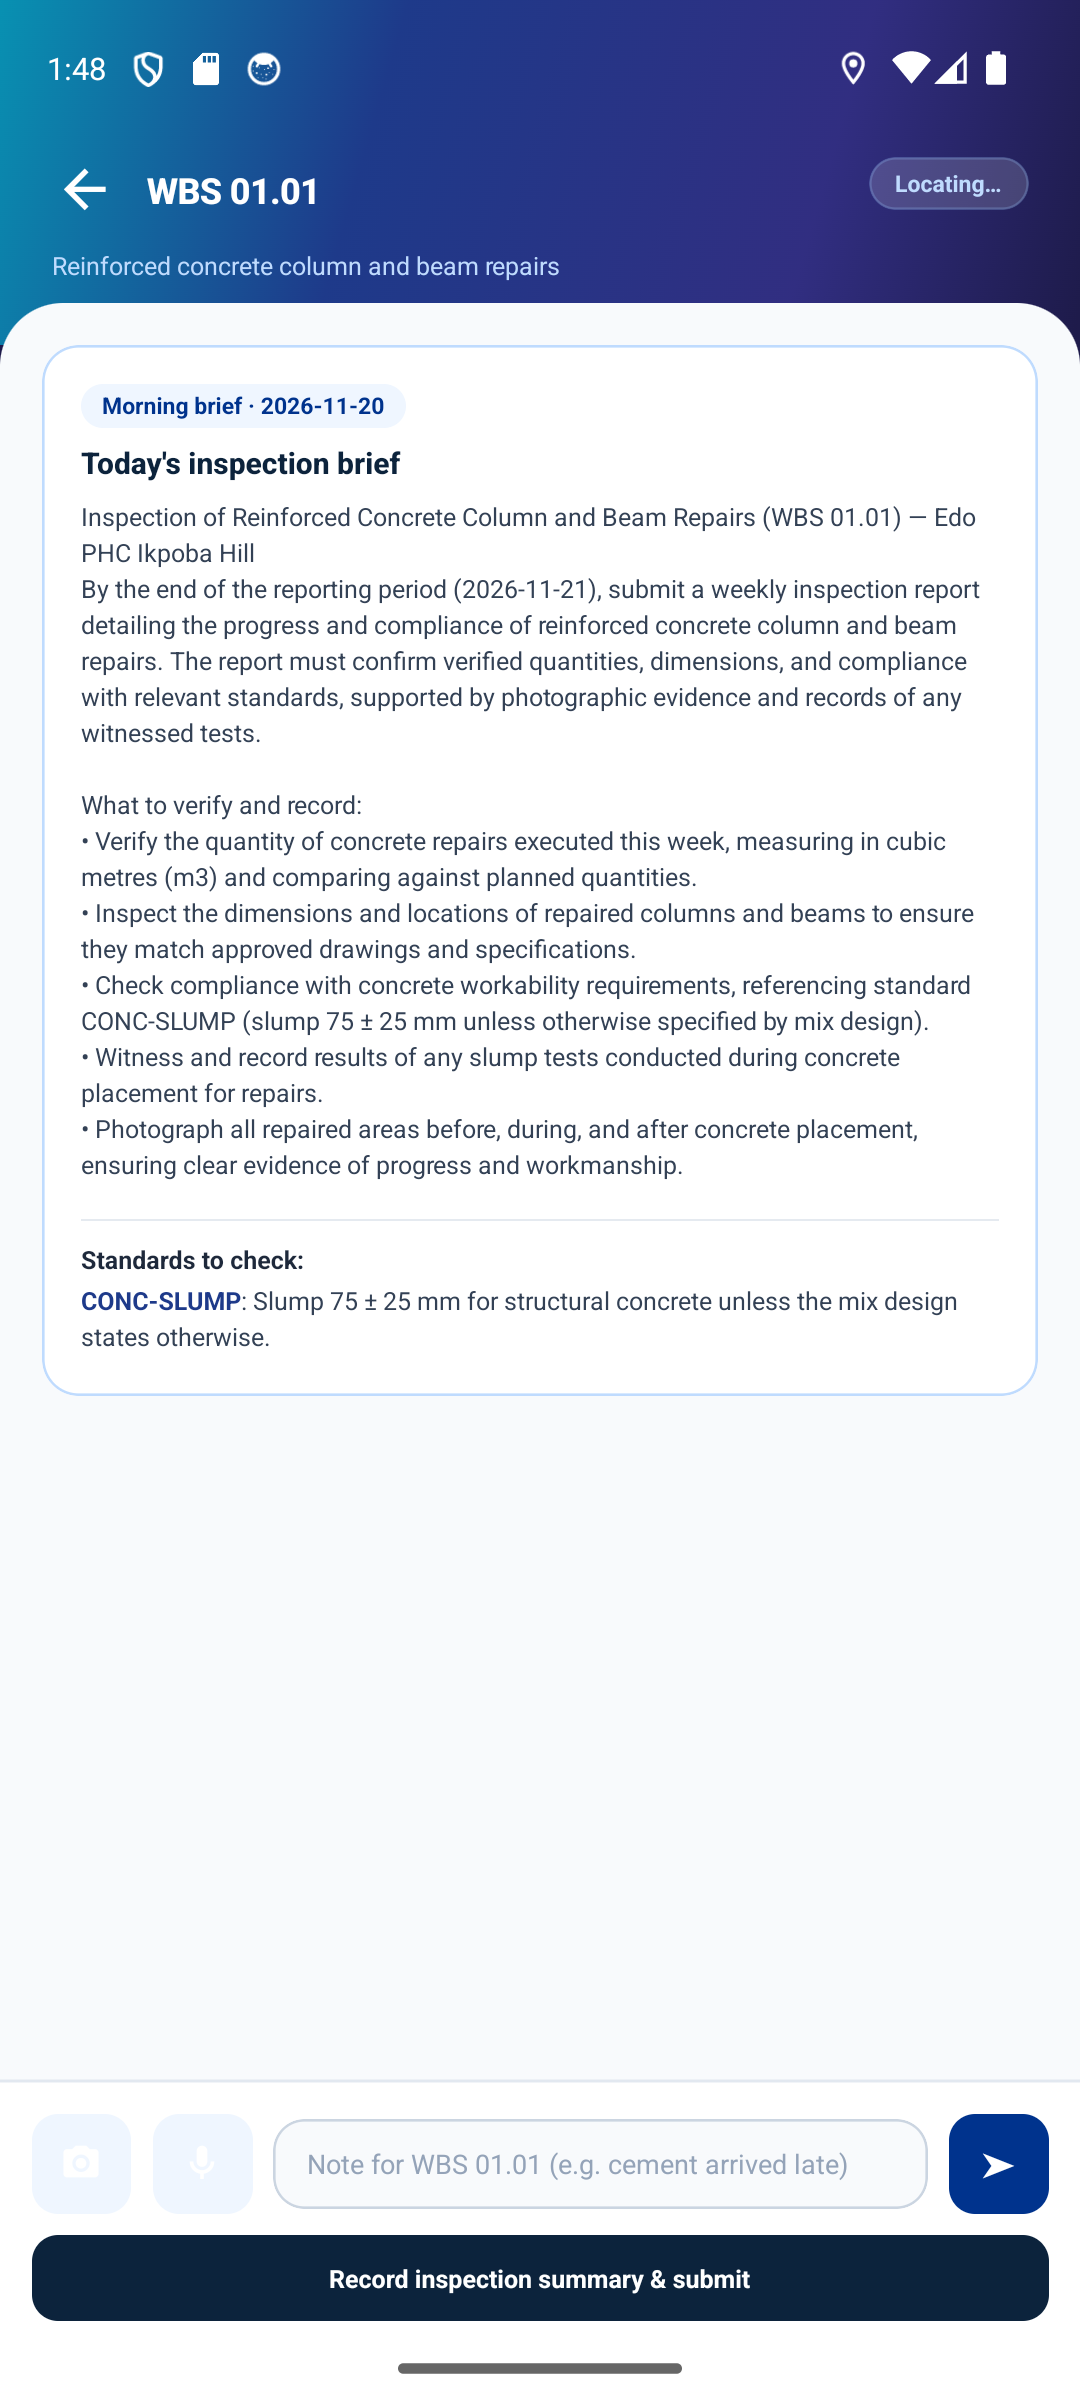 1:48
WBS 01.01
Locating...
Reinforced concrete column and beam repairs
Morning brief · 2026-11-20
Today's inspection brief
Inspection of Reinforced Concrete Column and Beam Repairs (WBS 01.01) — Edo
PHC Ikpoba Hill
By the end of the reporting period (2026-11-21), submit a weekly inspection report
detailing the progress and compliance of reinforced concrete column and beam
repairs. The report must confirm verified quantities, dimensions, and compliance
with relevant standards, supported by photographic evidence and records of any
witnessed tests.
What to verify and record:
• Verify the quantity of concrete repairs executed this week, measuring in cubic
metres (m3) and comparing against planned quantities.
• Inspect the dimensions and locations of repaired columns and beams to ensure
they match approved drawings and specifications.
• Check compliance with concrete workability requirements, referencing standard
CONC-SLUMP (slump 75 ± 25 mm unless otherwise specified by mix design).
• Witness and record results of any slump tests conducted during concrete
placement for repairs.
• Photograph all repaired areas before, during, and after concrete placement,
ensuring clear evidence of progress and workmanship.
Standards to check:
CONC-SLUMP: Slump 75 ± 25 mm for structural concrete unless the mix design
states otherwise.
Note for WBS 01.01 (e.g. cement arrived late)
Record inspection summary & submit